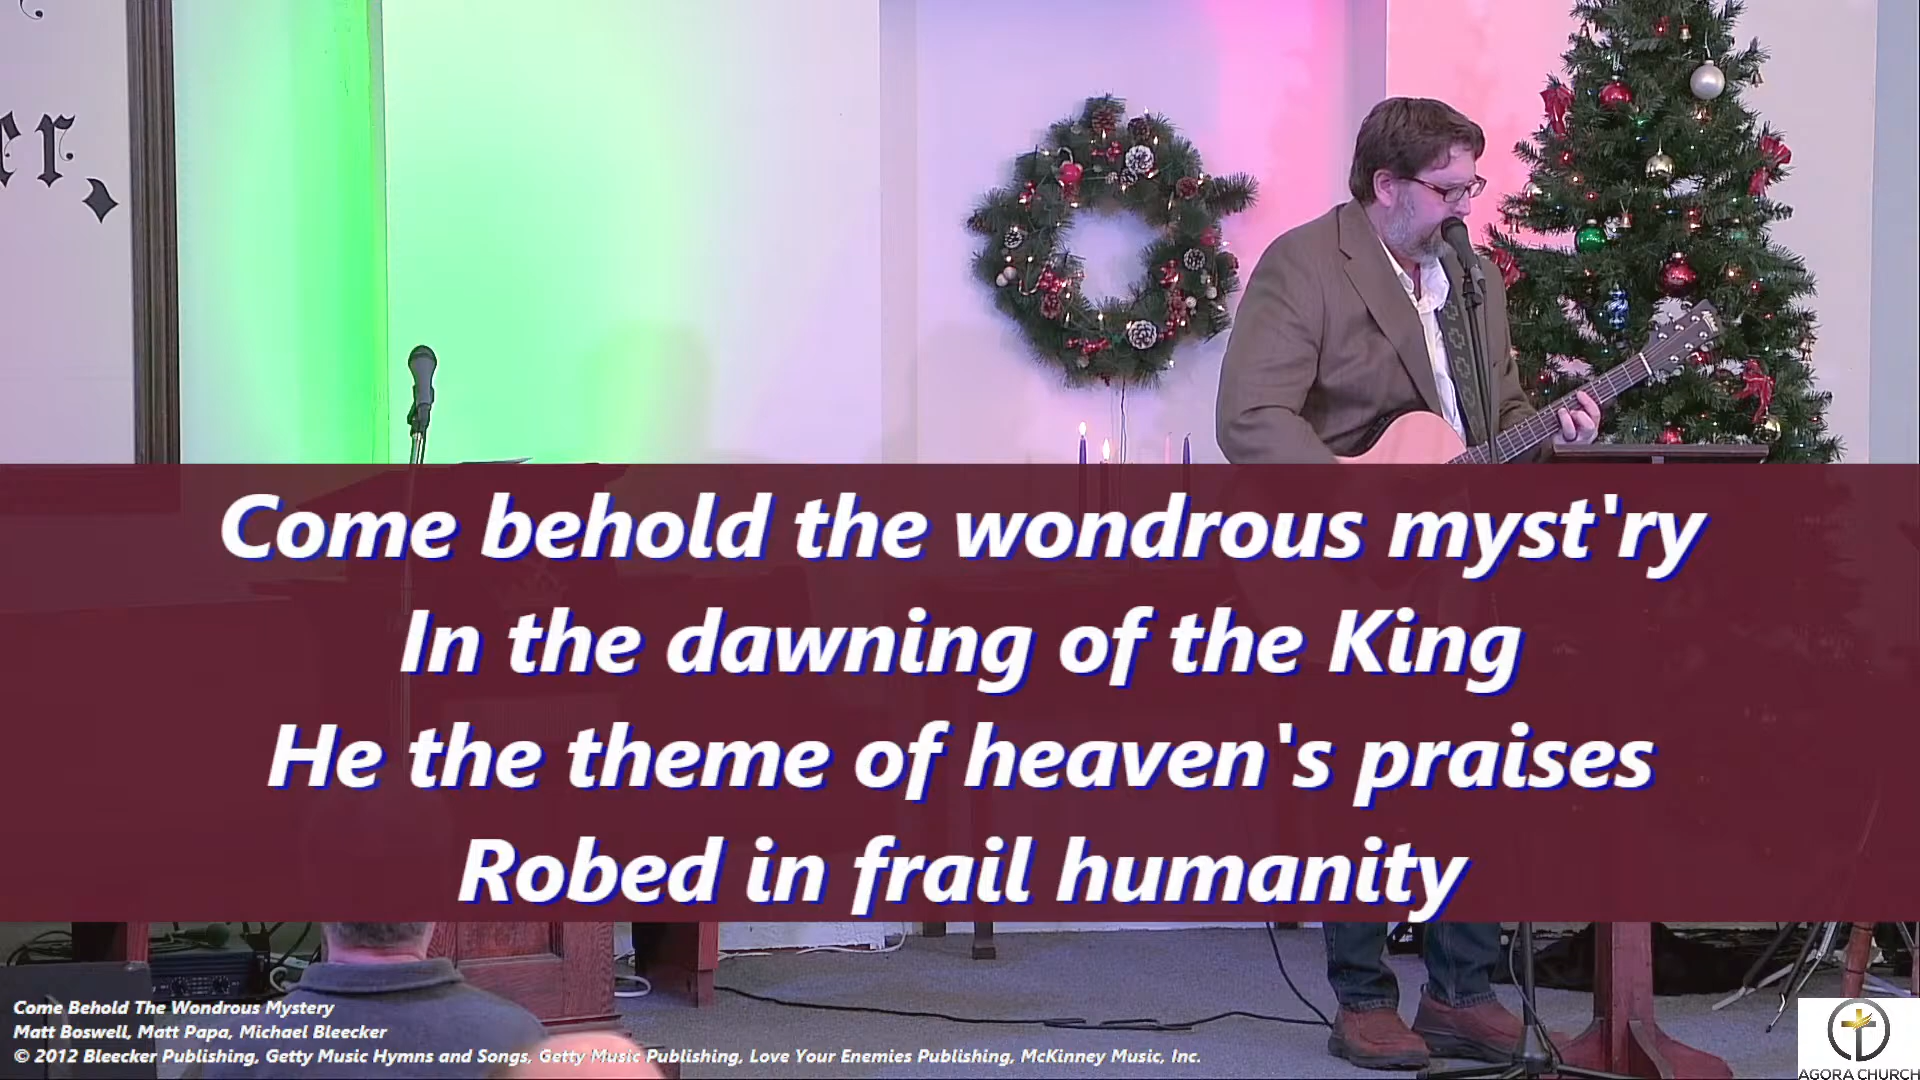 er.
Come behold the wondrous myst'ry
In the dawning of the King
He the theme of heaven's praises
Robed in frail humanity
Come Behold The Wondrous Mystery
Matt Boswell, Matt Papa, Michael Bleecker
© 2012 Bleecker Publishing, Getty Music Hymns and Songs, Getty Music Publishing, Love Your Enemies Publishing, McKinney Music, Inc.
AGORA CHURCH